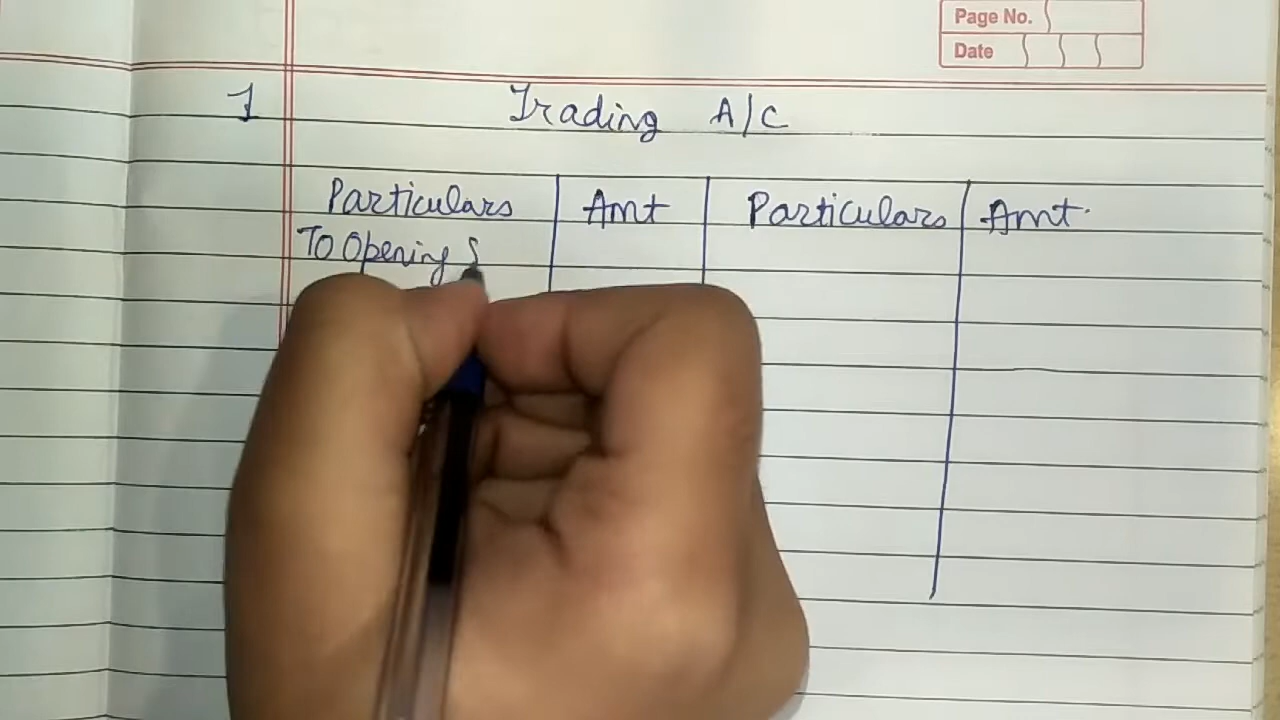 Page No.
Date
1 Trading A/C
Particulars Amt Particulars Amt.
To Opening S